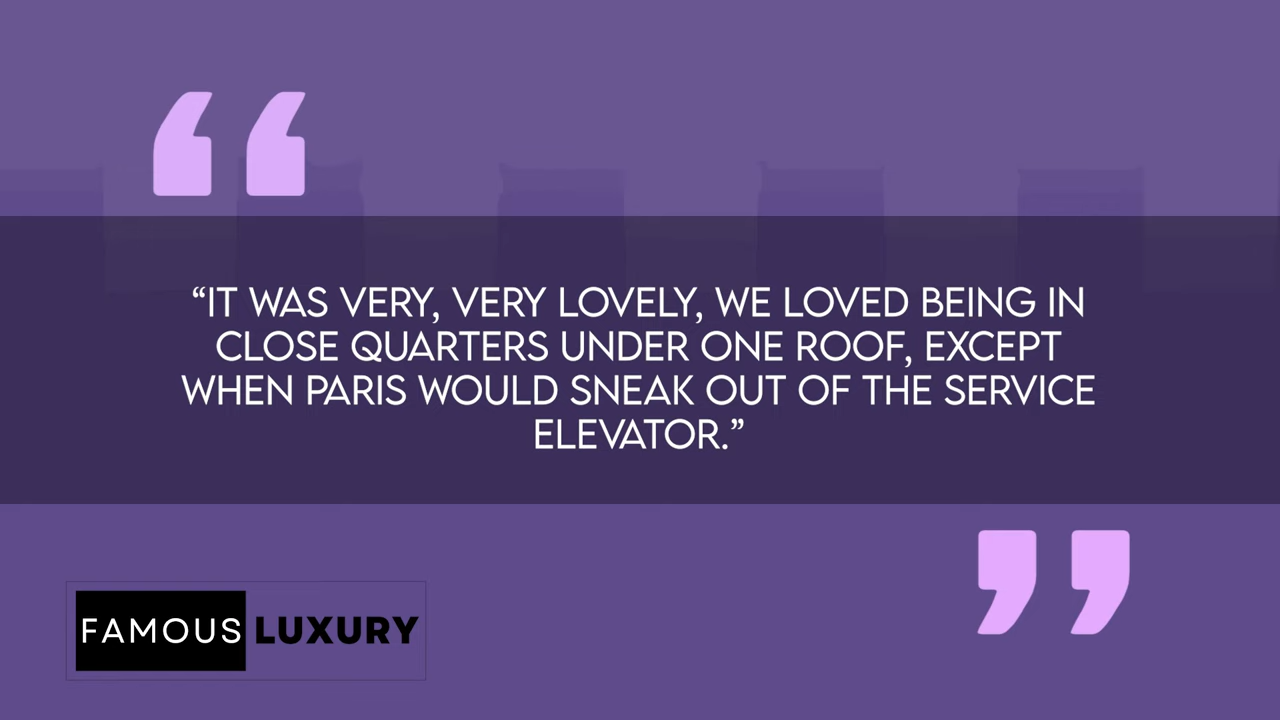 “IT WAS VERY, VERY LOVELY, WE LOVED BEING IN
CLOSE QUARTERS UNDER ONE ROOF, EXCEPT
WHEN PARIS WOULD SNEAK OUT OF THE SERVICE
ELEVATOR.”
FAMOUS LUXURY